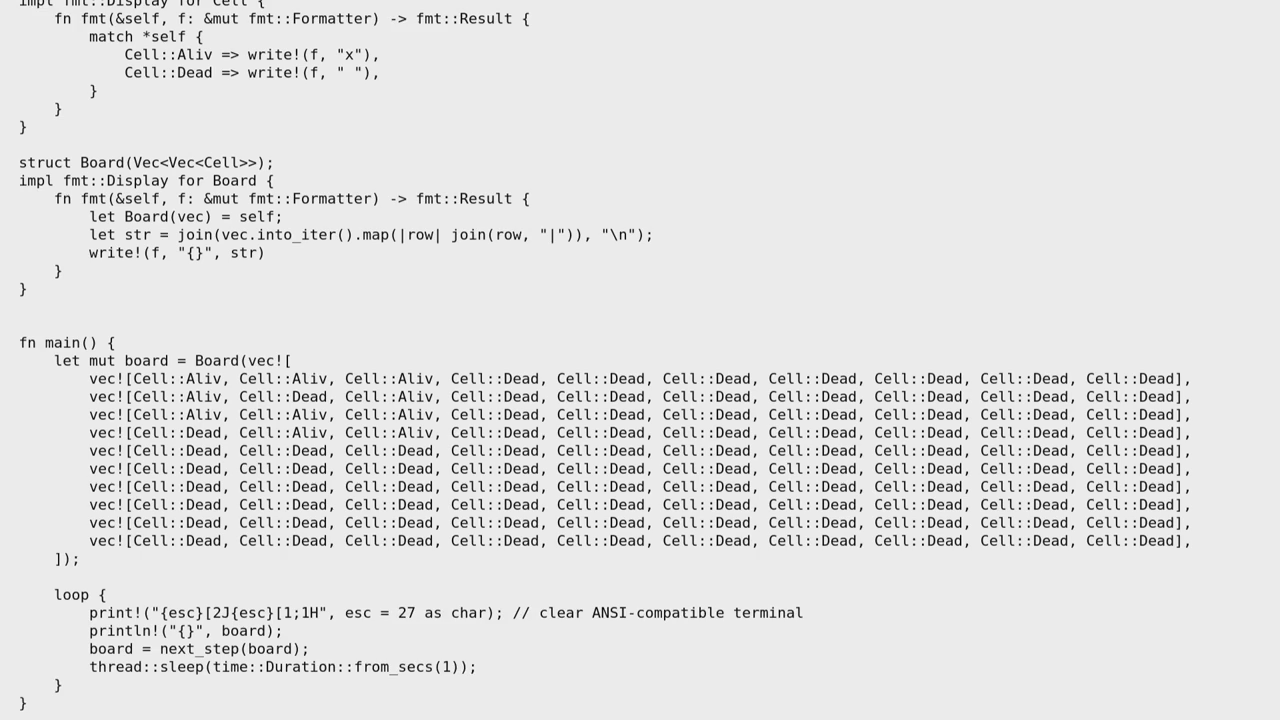 impl fmt::Display for Cell {
    fn fmt(&self, f: &mut fmt::Formatter) -> fmt::Result {
        match *self {
            Cell::Aliv => write!(f, "x"),
            Cell::Dead => write!(f, " "),
        }
    }
}

struct Board(Vec<Vec<Cell>>);
impl fmt::Display for Board {
    fn fmt(&self, f: &mut fmt::Formatter) -> fmt::Result {
        let Board(vec) = self;
        let str = join(vec.into_iter().map(|row| join(row, "|")), "\n");
        write!(f, "{}", str)
    }
}

fn main() {
    let mut board = Board(vec![
        vec![Cell::Aliv, Cell::Aliv, Cell::Aliv, Cell::Dead, Cell::Dead, Cell::Dead, Cell::Dead, Cell::Dead, Cell::Dead, Cell::Dead],
        vec![Cell::Aliv, Cell::Dead, Cell::Aliv, Cell::Dead, Cell::Dead, Cell::Dead, Cell::Dead, Cell::Dead, Cell::Dead, Cell::Dead],
        vec![Cell::Aliv, Cell::Aliv, Cell::Aliv, Cell::Dead, Cell::Dead, Cell::Dead, Cell::Dead, Cell::Dead, Cell::Dead, Cell::Dead],
        vec![Cell::Dead, Cell::Aliv, Cell::Aliv, Cell::Dead, Cell::Dead, Cell::Dead, Cell::Dead, Cell::Dead, Cell::Dead, Cell::Dead],
        vec![Cell::Dead, Cell::Dead, Cell::Dead, Cell::Dead, Cell::Dead, Cell::Dead, Cell::Dead, Cell::Dead, Cell::Dead, Cell::Dead],
        vec![Cell::Dead, Cell::Dead, Cell::Dead, Cell::Dead, Cell::Dead, Cell::Dead, Cell::Dead, Cell::Dead, Cell::Dead, Cell::Dead],
        vec![Cell::Dead, Cell::Dead, Cell::Dead, Cell::Dead, Cell::Dead, Cell::Dead, Cell::Dead, Cell::Dead, Cell::Dead, Cell::Dead],
        vec![Cell::Dead, Cell::Dead, Cell::Dead, Cell::Dead, Cell::Dead, Cell::Dead, Cell::Dead, Cell::Dead, Cell::Dead, Cell::Dead],
        vec![Cell::Dead, Cell::Dead, Cell::Dead, Cell::Dead, Cell::Dead, Cell::Dead, Cell::Dead, Cell::Dead, Cell::Dead, Cell::Dead],
        vec![Cell::Dead, Cell::Dead, Cell::Dead, Cell::Dead, Cell::Dead, Cell::Dead, Cell::Dead, Cell::Dead, Cell::Dead, Cell::Dead],
    ]);

    loop {
        print!("{esc}[2J{esc}[1;1H", esc = 27 as char); // clear ANSI-compatible terminal
        println!("{}", board);
        board = next_step(board);
        thread::sleep(time::Duration::from_secs(1));
    }
}